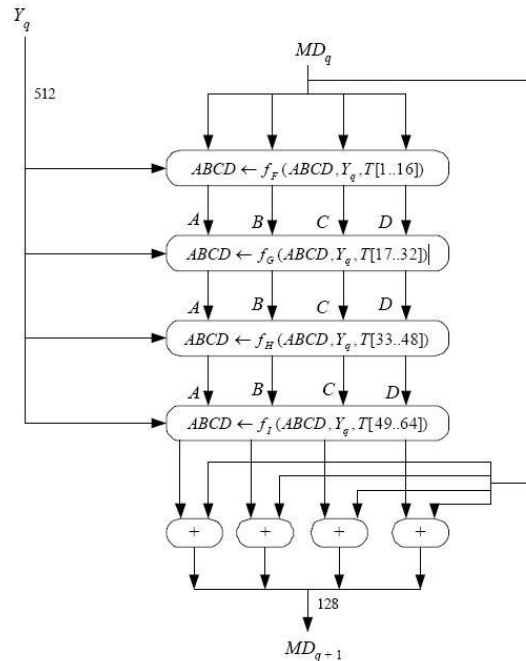 Y_q
MD_q
512
ABCD ← f_F (ABCD, Y_q, T[1..16])
A B C D
ABCD ← f_G (ABCD, Y_q, T[17..32])
A B C D
ABCD ← f_H (ABCD, Y_q, T[33..48])
A B C D
ABCD ← f_I (ABCD, Y_q, T[49..64])
+ + + +
128
MD_{q+1}